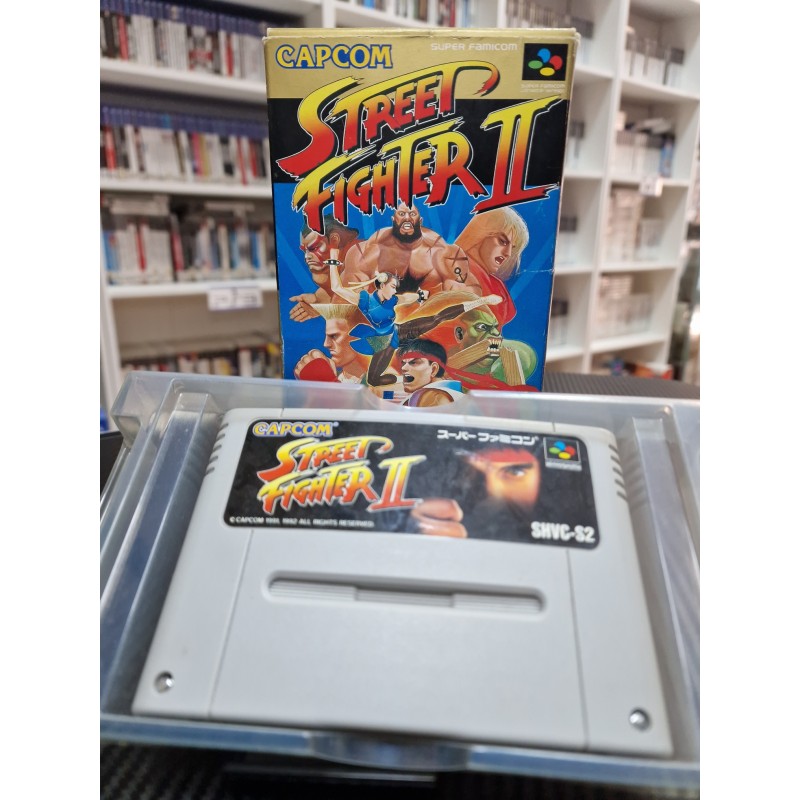 CAPCOM
SUPER FAMICOM
STREET
FIGHTER II
CAPCOM
スーパーファミコン
STREET
FIGHTER II
© CAPCOM 1991, 1992 ALL RIGHTS RESERVED.
SHVC-S2